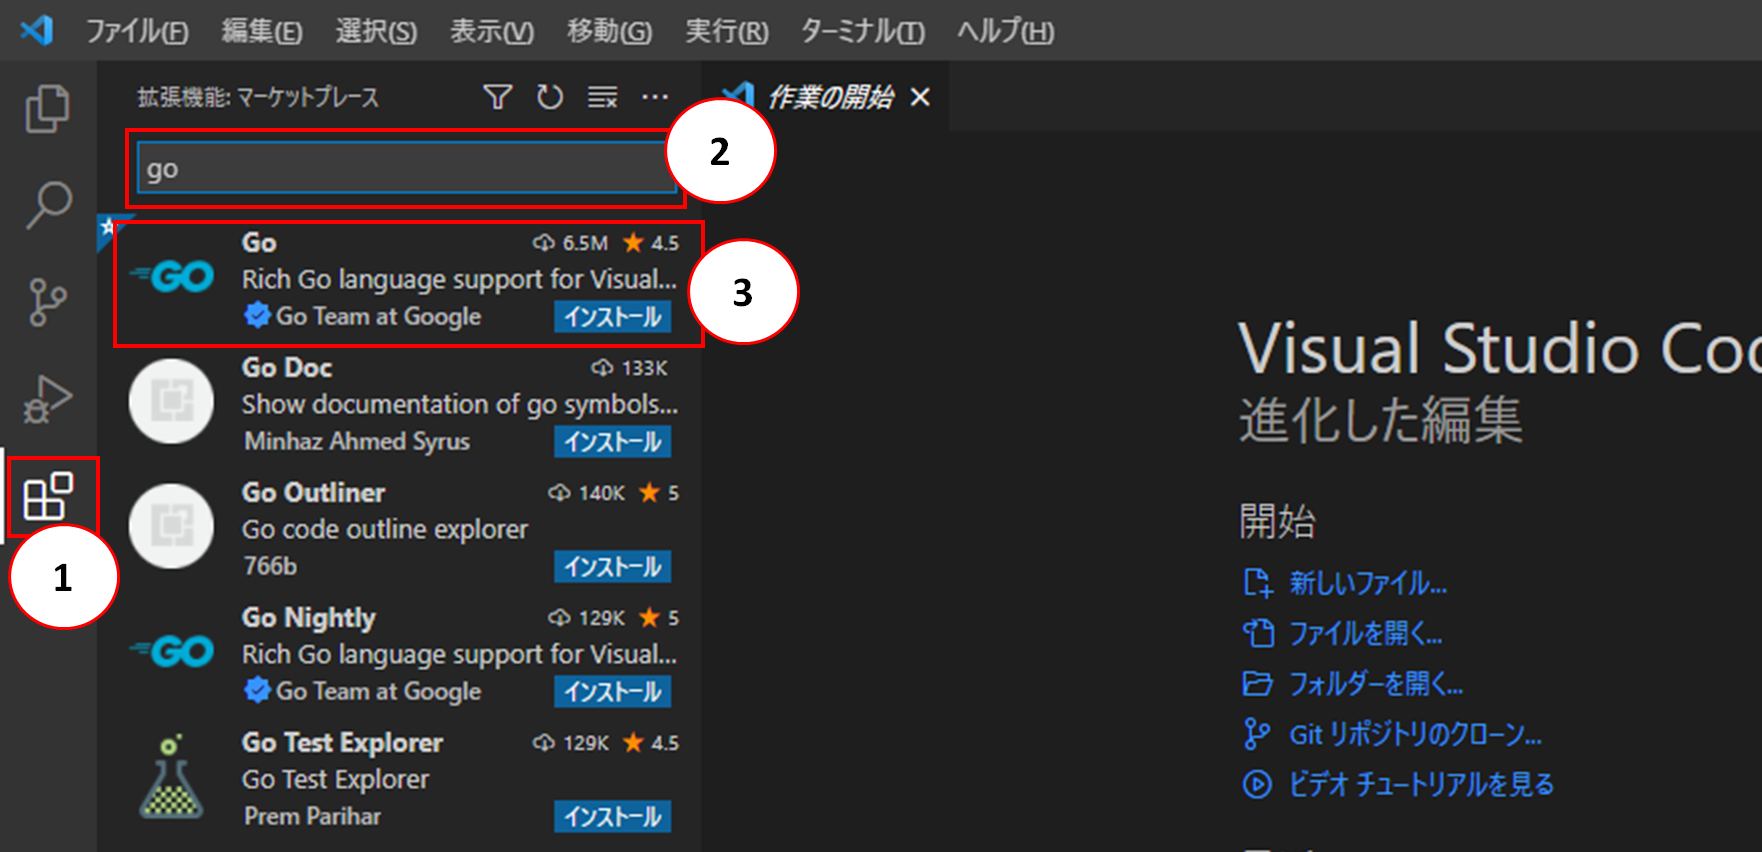 ファイル(F) 編集(E) 選択(S) 表示(V) 移動(G) 実行(R) ターミナル(T) ヘルプ(H)
拡張機能: マーケットプレース
作業の開始
go
2
Go 6.5M 4.5
Rich Go language support for Visual...
Go Team at Google インストール
3
Go Doc 133K
Show documentation of go symbols...
Minhaz Ahmed Syrus インストール
Go Outliner 140K 5
Go code outline explorer
766b インストール
1
Go Nightly 129K 5
Rich Go language support for Visual...
Go Team at Google インストール
Go Test Explorer 129K 4.5
Go Test Explorer
Prem Parihar インストール
Visual Studio
進化した編集
開始
新しいファイル...
ファイルを開く...
フォルダーを開く...
Git リポジトリのクローン...
ビデオ チュートリアルを見る